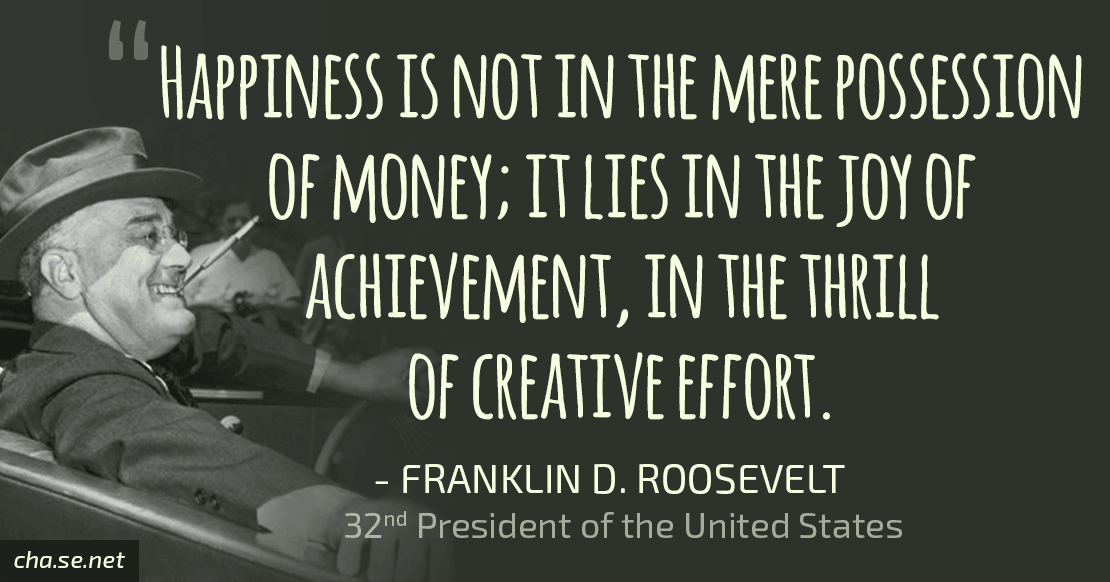 “Happiness is not in the mere possession
of money; it lies in the joy of
achievement, in the thrill
of creative effort.
- FRANKLIN D. ROOSEVELT
32nd President of the United States
cha.se.net